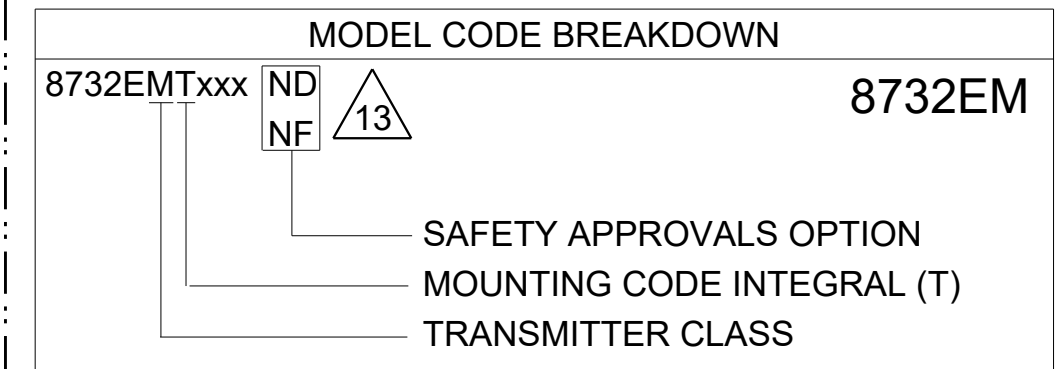 MODEL CODE BREAKDOWN
8732EMTxxx ND 13 8732EM
NF
SAFETY APPROVALS OPTION
MOUNTING CODE INTEGRAL (T)
TRANSMITTER CLASS